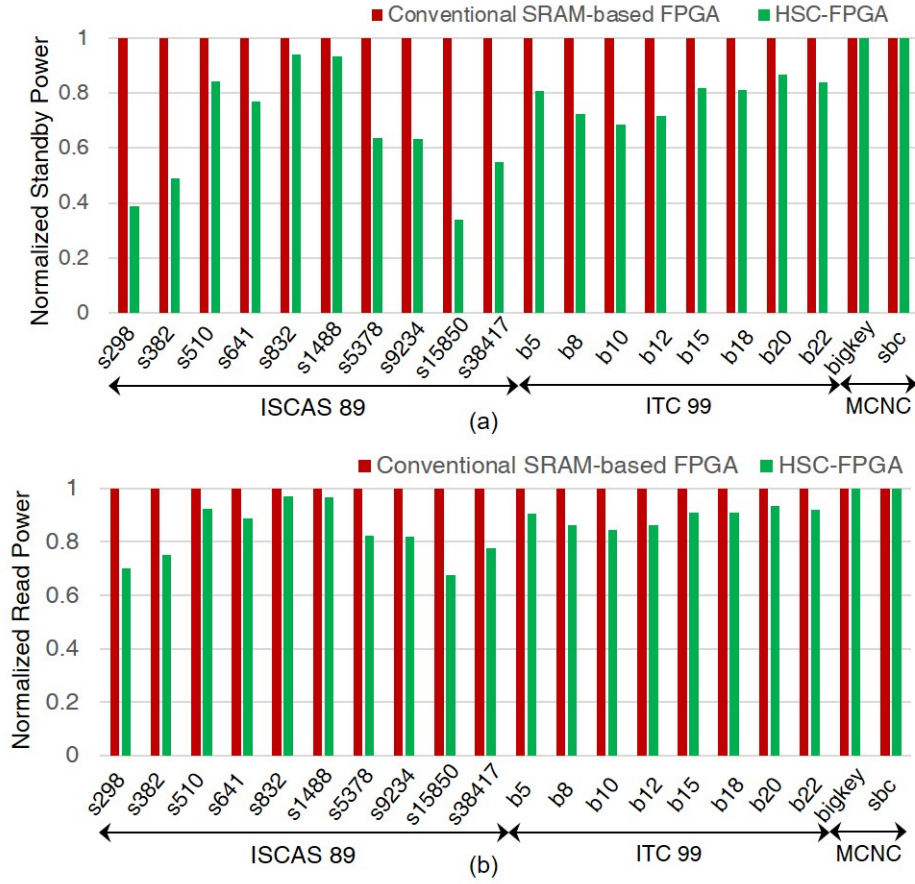 Conventional SRAM-based FPGA HSC-FPGA
Normalized Standby Power
1
0.8
0.6
0.4
0.2
0
s298 s382 s510 s641 s832 s1488 s5378 s9234 s15850 s38417 b5 b8 b10 b12 b15 b18 b20 b22 bigkey sbc
ISCAS 89 ITC 99 MCNC
(a)
Conventional SRAM-based FPGA HSC-FPGA
Normalized Read Power
1
0.8
0.6
0.4
0.2
0
s298 s382 s510 s641 s832 s1488 s5378 s9234 s15850 s38417 b5 b8 b10 b12 b15 b18 b20 b22 bigkey sbc
ISCAS 89 ITC 99 MCNC
(b)